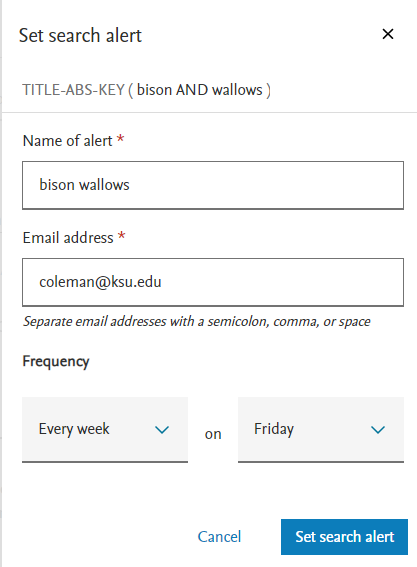 Set search alert
TITLE-ABS-KEY ( bison AND wallows )
Name of alert *
bison wallows
Email address *
coleman@ksu.edu
Separate email addresses with a semicolon, comma, or space
Frequency
Every week on Friday
Cancel Set search alert